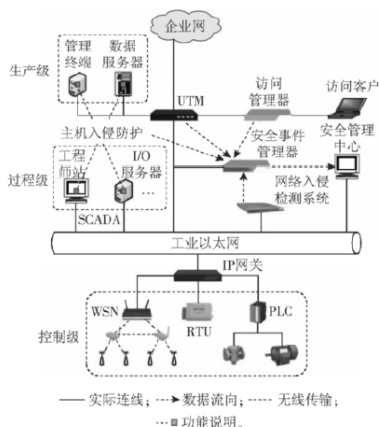 企业网
管理
终端
数据
服务器
生产级
UTM
访问
管理器
访问客户
主机入侵防护
安全事件
管理器
安全管理
中心
工程
师站
I/O
服务器
...
过程级
网络入侵
检测系统
SCADA
工业以太网
IP网关
WSN
RTU
PLC
控制级
实际连线；数据流向；无线传输；
功能说明。